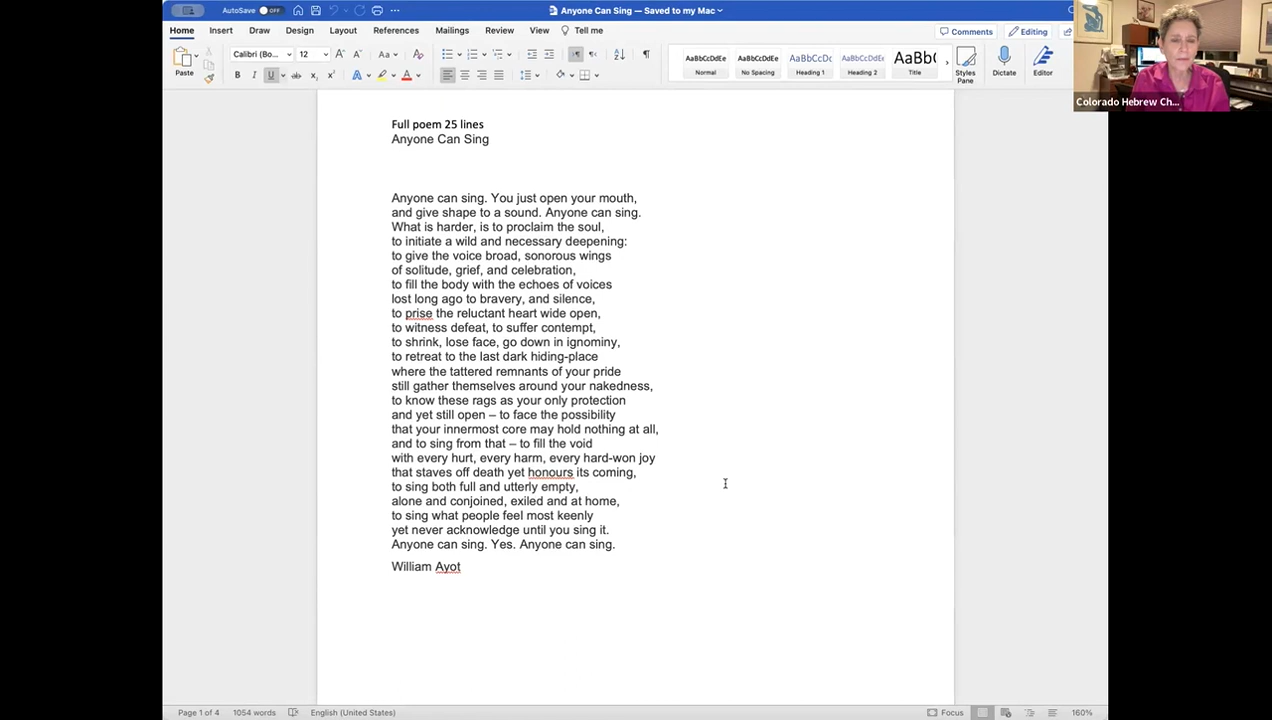 AutoSave OFF
Anyone Can Sing — Saved to my Mac
Home Insert Draw Design Layout References Mailings Review View Tell me
Comments Editing
Paste
Calibri (Bo... 12
AaBbCcDdEe AaBbCcDdEe AaBbCcDc AaBbCcDdEe AaBb(
Normal No Spacing Heading 1 Heading 2 Title
Styles Pane
Dictate
Editor
Colorado Hebrew Ch...
Full poem 25 lines
Anyone Can Sing
Anyone can sing. You just open your mouth,
and give shape to a sound. Anyone can sing.
What is harder, is to proclaim the soul,
to initiate a wild and necessary deepening:
to give the voice broad, sonorous wings
of solitude, grief, and celebration,
to fill the body with the echoes of voices
lost long ago to bravery, and silence,
to prise the reluctant heart wide open,
to witness defeat, to suffer contempt,
to shrink, lose face, go down in ignominy,
to retreat to the last dark hiding-place
where the tattered remnants of your pride
still gather themselves around your nakedness,
to know these rags as your only protection
and yet still open – to face the possibility
that your innermost core may hold nothing at all,
and to sing from that – to fill the void
with every hurt, every harm, every hard-won joy
that staves off death yet honours its coming,
to sing both full and utterly empty,
alone and conjoined, exiled and at home,
to sing what people feel most keenly
yet never acknowledge until you sing it.
Anyone can sing. Yes. Anyone can sing.
William Ayot
Page 1 of 4 1054 words English (United States) Focus 160%